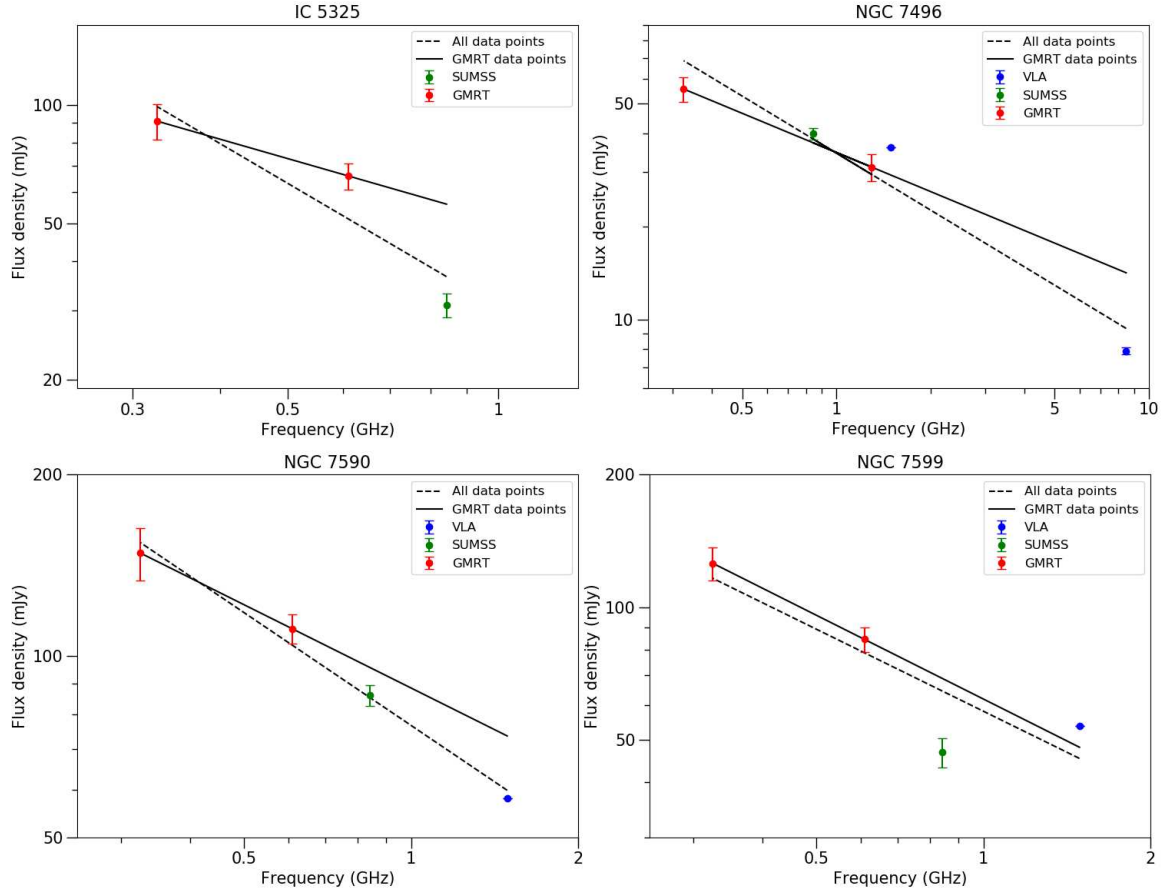 IC 5325
All data points
GMRT data points
SUMSS
GMRT
100
50
20
Flux density (mJy)
0.3
0.5
1
Frequency (GHz)
NGC 7496
All data points
GMRT data points
VLA
SUMSS
GMRT
50
10
Flux density (mJy)
0.5
1
5
10
Frequency (GHz)
NGC 7590
All data points
GMRT data points
VLA
SUMSS
GMRT
200
100
50
Flux density (mJy)
0.5
1
2
Frequency (GHz)
NGC 7599
All data points
GMRT data points
VLA
SUMSS
GMRT
200
100
50
Flux density (mJy)
0.5
1
2
Frequency (GHz)